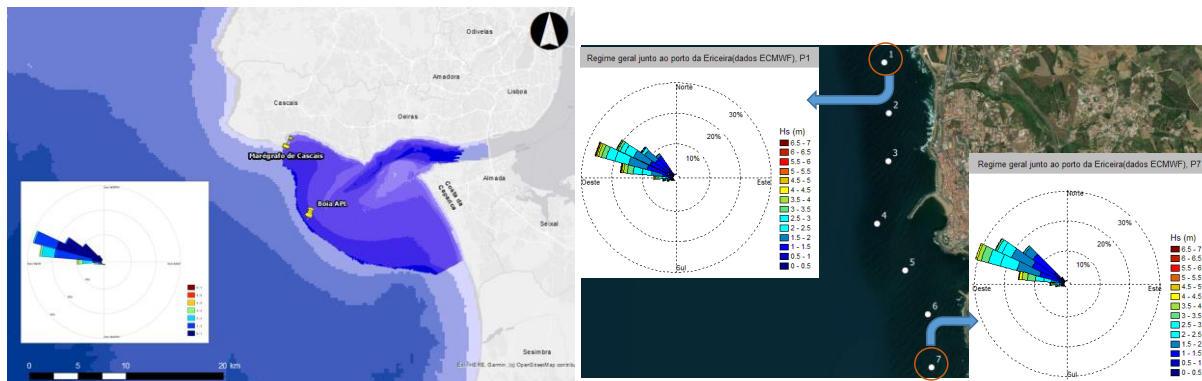 Odivelas
Amadora
Lisboa
Cascais
Oeiras
Marégrafo de Cascais
Almada
Costa da
Caparica
Boia APL
Seixal
Sesimbra
0
5
10
20 km
Regime geral junto ao porto da Ericeira(dados ECMWF), P1
Norte
30%
20%
10%
Oeste
Este
Sul
Hs (m)
6.5 - 7
6 - 6.5
5.5 - 6
5 - 5.5
4.5 - 5
4 - 4.5
3.5 - 4
3 - 3.5
2.5 - 3
2 - 2.5
1.5 - 2
1 - 1.5
0.5 - 1
0 - 0.5
1
2
3
4
5
6
7
Regime geral junto ao porto da Ericeira(dados ECMWF), P7
Norte
30%
20%
10%
Oeste
Este
Sul
Hs (m)
6.5 - 7
6 - 6.5
5.5 - 6
5 - 5.5
4.5 - 5
4 - 4.5
3.5 - 4
3 - 3.5
2.5 - 3
2 - 2.5
1.5 - 2
1 - 1.5
0.5 - 1
0 - 0.5